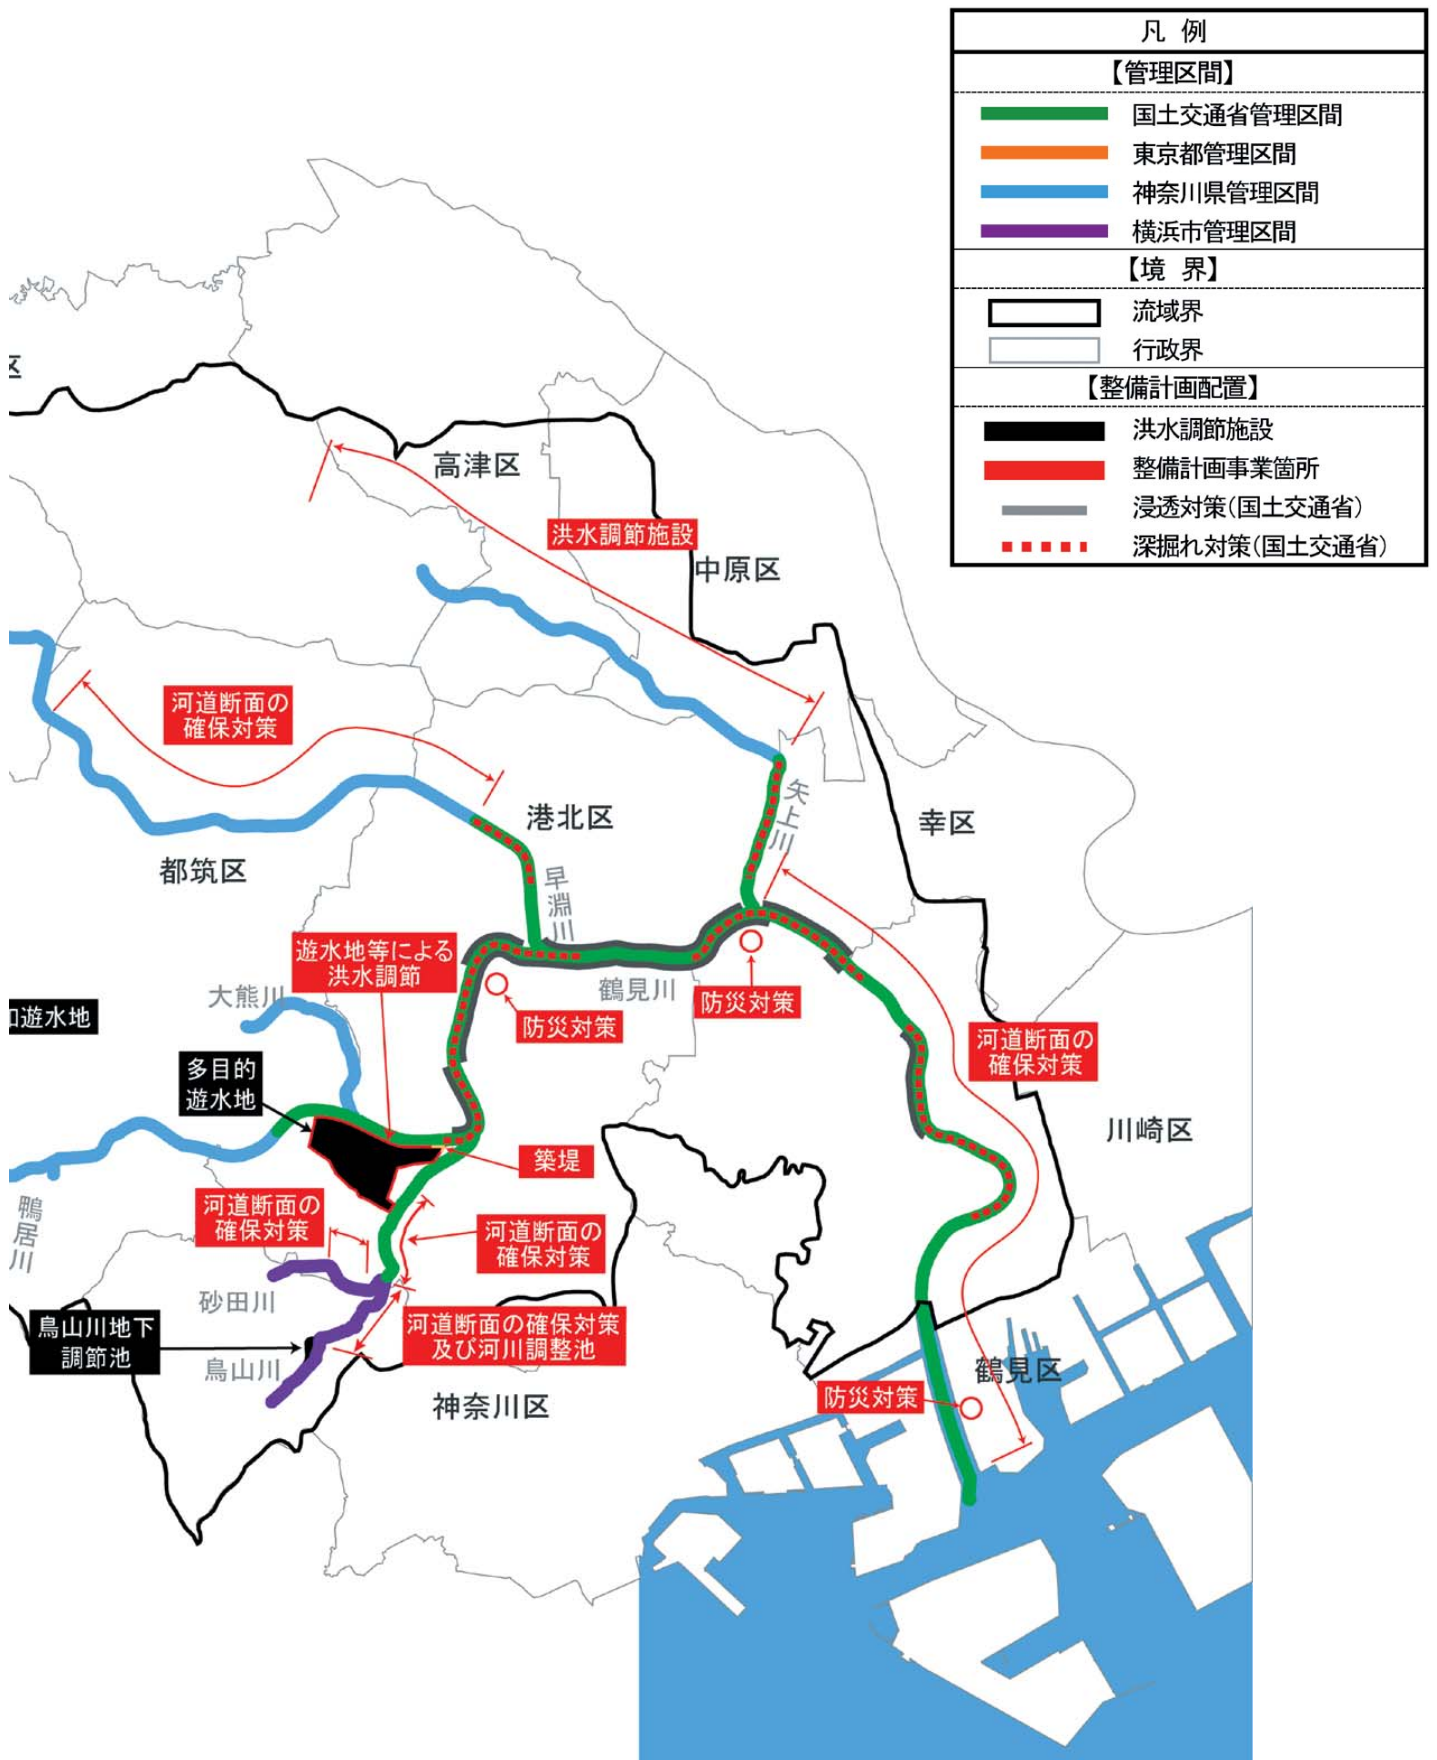 凡 例
【管理区間】
国土交通省管理区間
東京都管理区間
神奈川県管理区間
横浜市管理区間
【境 界】
流域界
行政界
【整備計画配置】
洪水調節施設
整備計画事業箇所
浸透対策(国土交通省)
深掘れ対策(国土交通省)
区
高津区
洪水調節施設
中原区
河道断面の
確保対策
矢上川
港北区
幸区
都筑区
早淵川
遊水地等による
洪水調節
大熊川
鶴見川
防災対策
防災対策
遊水地
河道断面の
確保対策
多目的
遊水地
川崎区
築堤
鴨居川
河道断面の
確保対策
河道断面の
確保対策
砂田川
鳥山川地下
調節池
河道断面の確保対策
及び河川調整池
鳥山川
鶴見区
神奈川区
防災対策